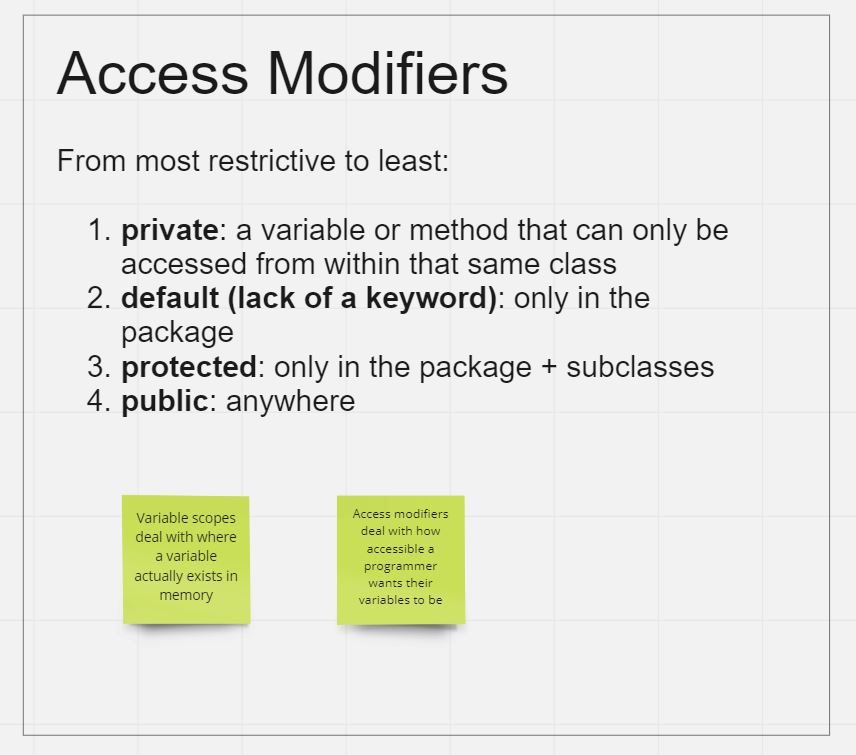 Access Modifiers
From most restrictive to least:
1. private: a variable or method that can only be
accessed from within that same class
2. default (lack of a keyword): only in the
package
3. protected: only in the package + subclasses
4. public: anywhere
Variable scopes
deal with where
a variable
actually exists in
memory
Access modifiers
deal with how
accessible a
programmer
wants their
variables to be